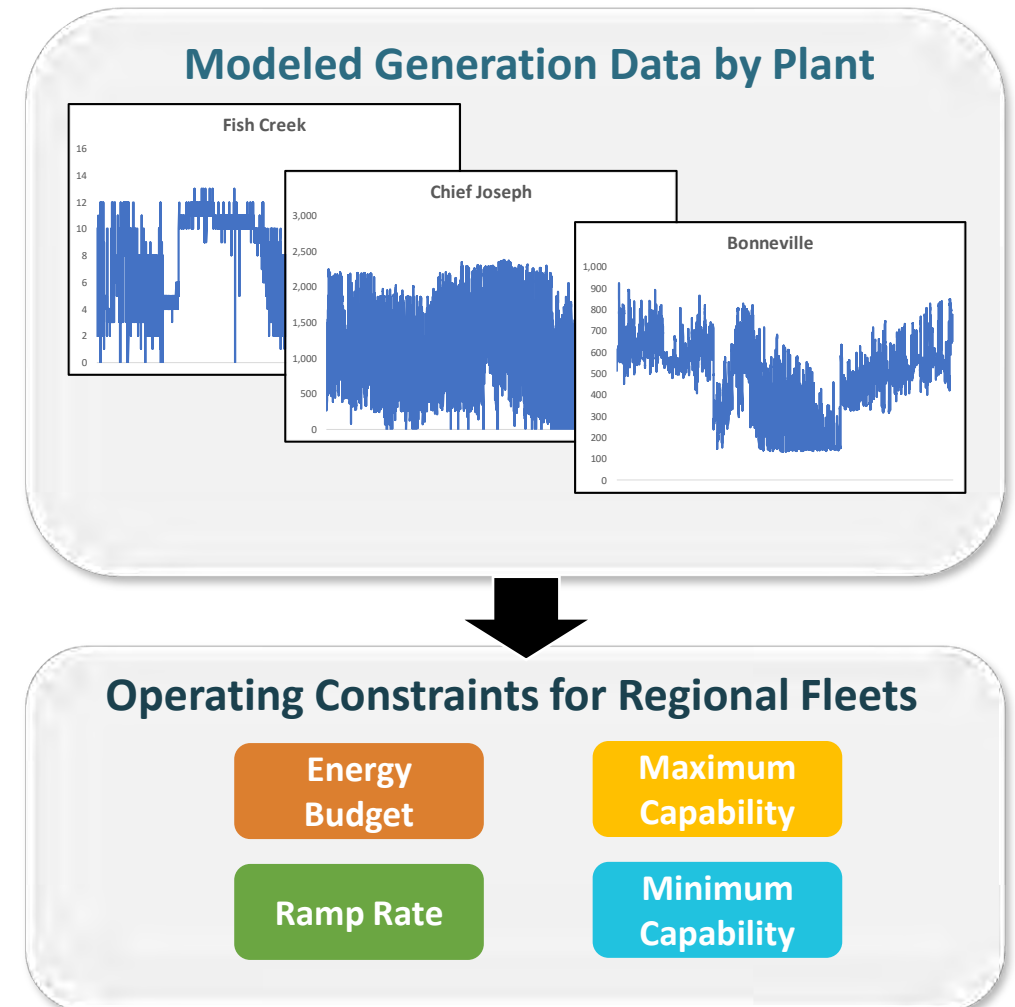 Modeled Generation Data by Plant
Fish Creek
16
14
12
10
8
6
4
2
0
Chief Joseph
3,000
2,500
2,000
1,500
1,000
500
0
Bonneville
1,000
900
800
700
600
500
400
300
200
100
0
Operating Constraints for Regional Fleets
Energy
Budget
Maximum
Capability
Ramp Rate
Minimum
Capability